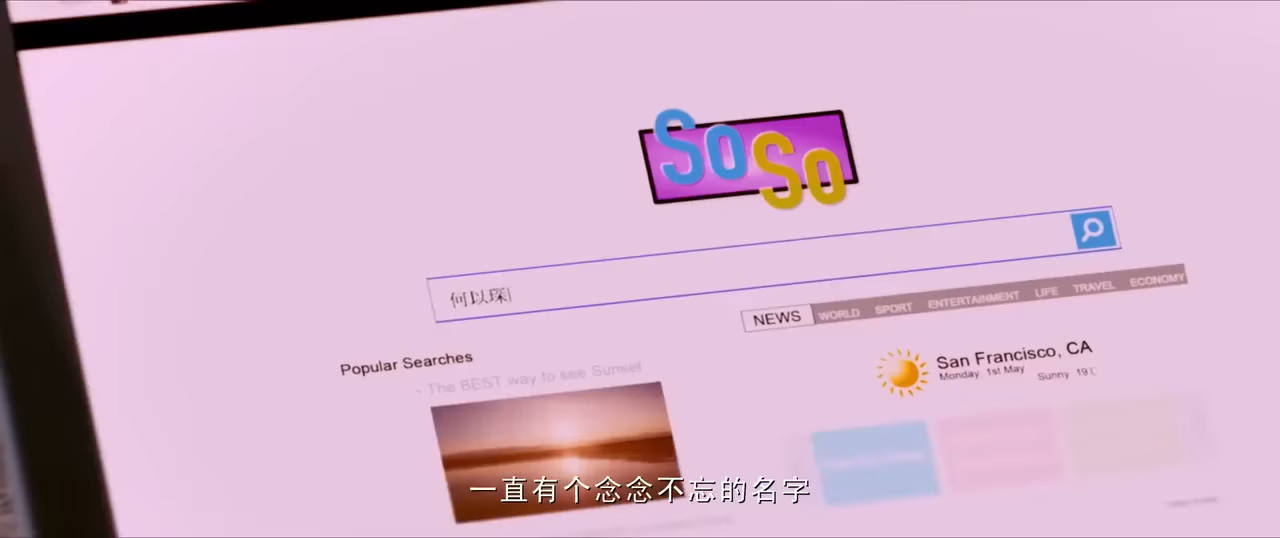 SoSo
何以琛
NEWS WORLD SPORT ENTERTAINMENT LIFE TRAVEL ECONOMY
Popular Searches
- The BEST way to see Sunset
San Francisco, CA
Monday, 1st May Sunny 19℃
一直有个念念不忘的名字